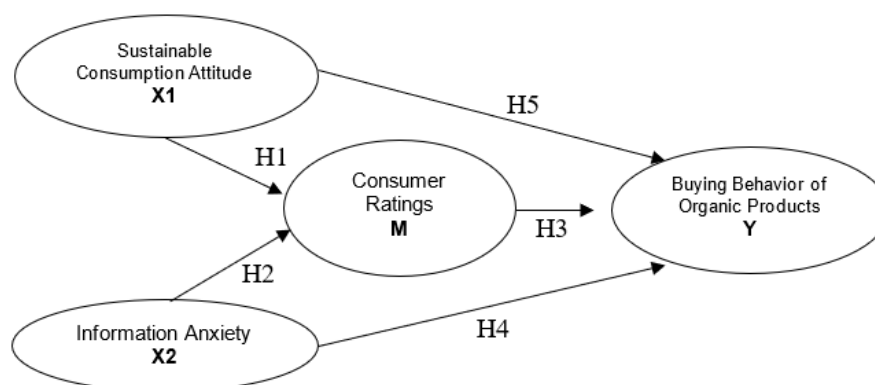 Sustainable
Consumption Attitude
X1
H5
H1
Consumer
Ratings
M
H3
Buying Behavior of
Organic Products
Y
H2
Information Anxiety
X2
H4